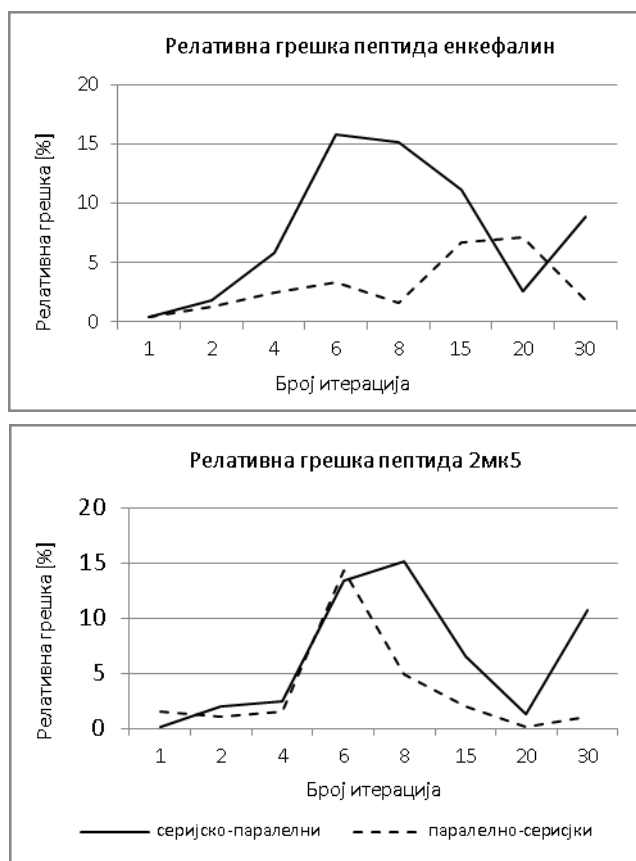 Релативна грешка пептида енкефалин
Релативна грешка [%]
20
15
10
5
0
1 2 4 6 8 15 20 30
Број итерација
Релативна грешка пептида 2мк5
Релативна грешка [%]
20
15
10
5
0
1 2 4 6 8 15 20 30
Број итерација
серијско-паралелни паралелно-серисјки